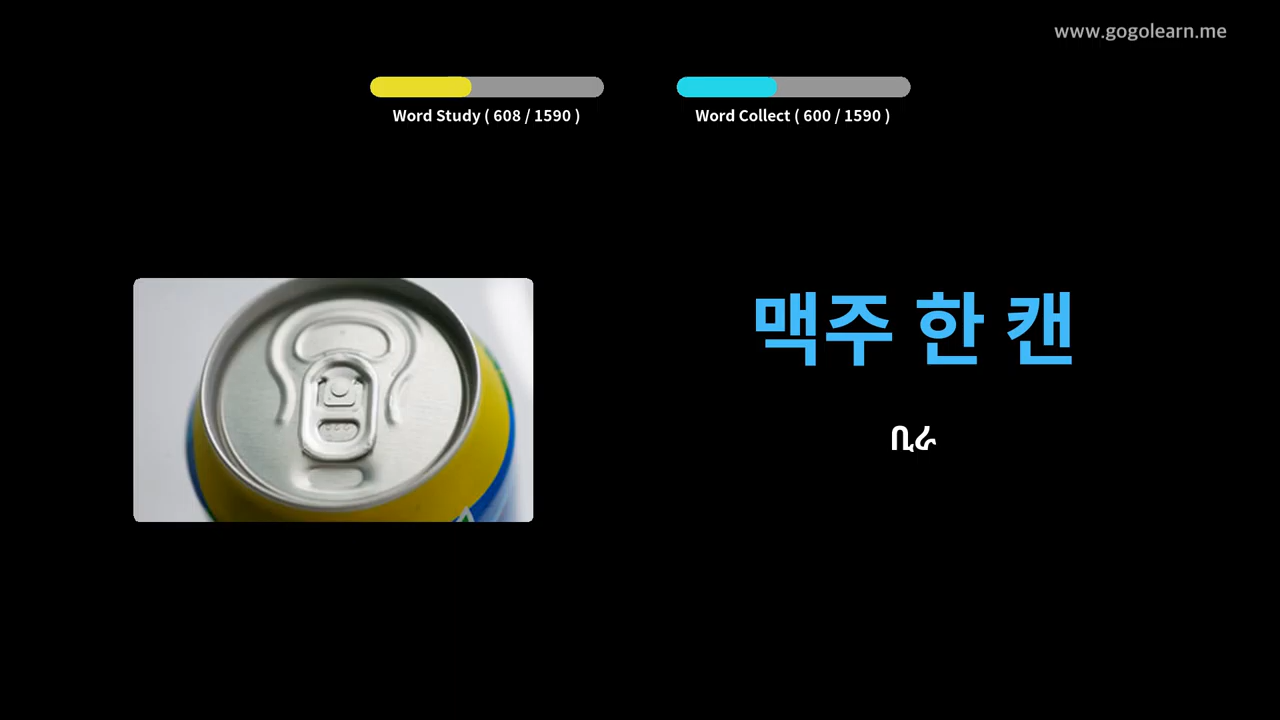 www.gogolearn.me
Word Study ( 608 / 1590 )
Word Collect ( 600 / 1590 )
맥주 한 캔
ቢራ